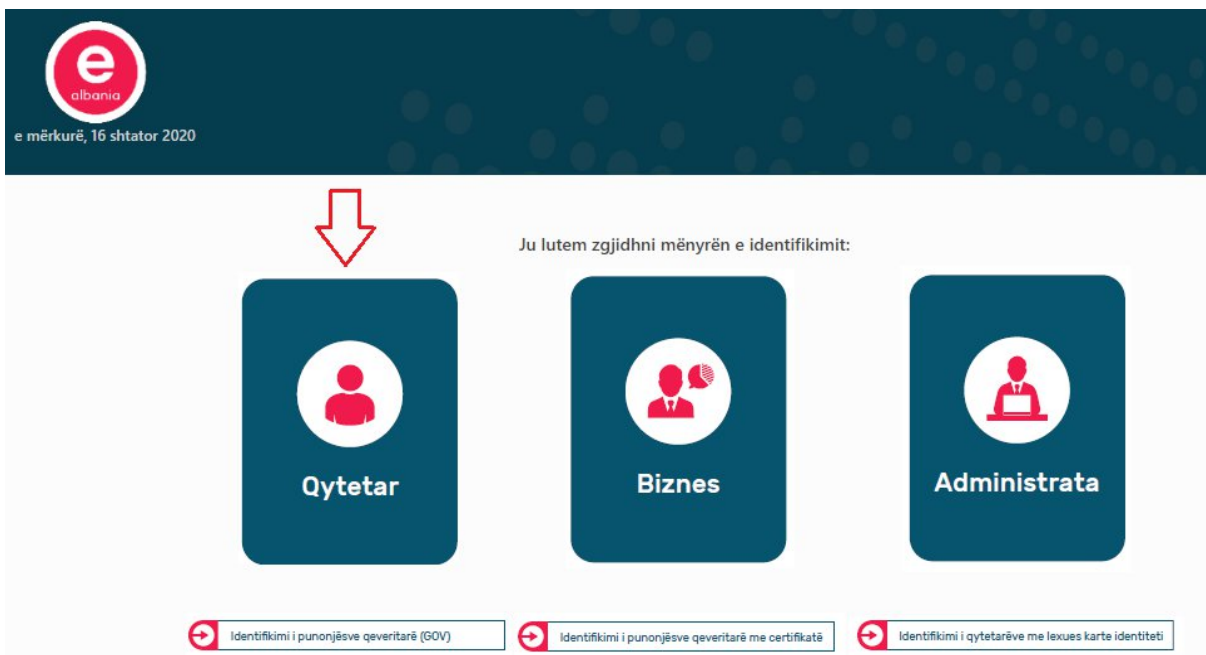 e
albania
e mërkurë, 16 shtator 2020
Ju lutem zgjidhni mënyrën e identifikimit:
Qytetar
Biznes
Administrata
Identifikimi i punonjësve qeveritarë (GOV)
Identifikimi i punonjësve qeveritarë me certifikatë
Identifikimi i qytetarëve me lexues karte identiteti